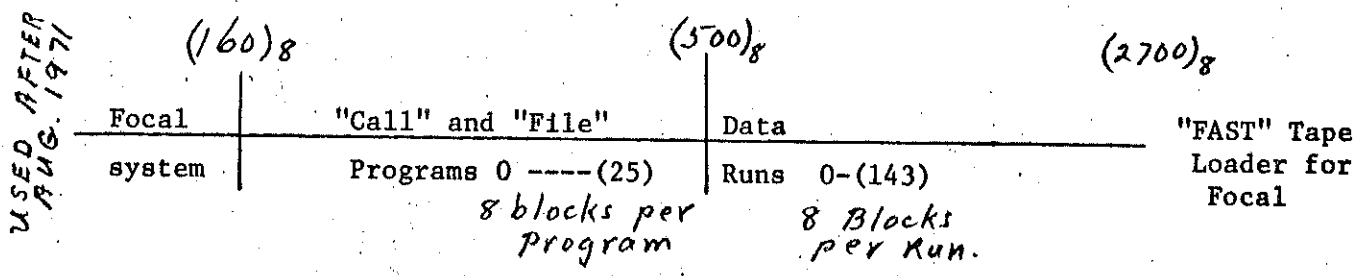 USED AFTER
AUG. 1971
(160)8
(500)8
(2700)8
Focal
system
"Call" and "File"
Programs 0 ----(25)
8 blocks per
program
Data
Runs 0-(143)
8 Blocks
per Run.
"FAST" Tape
Loader for
Focal